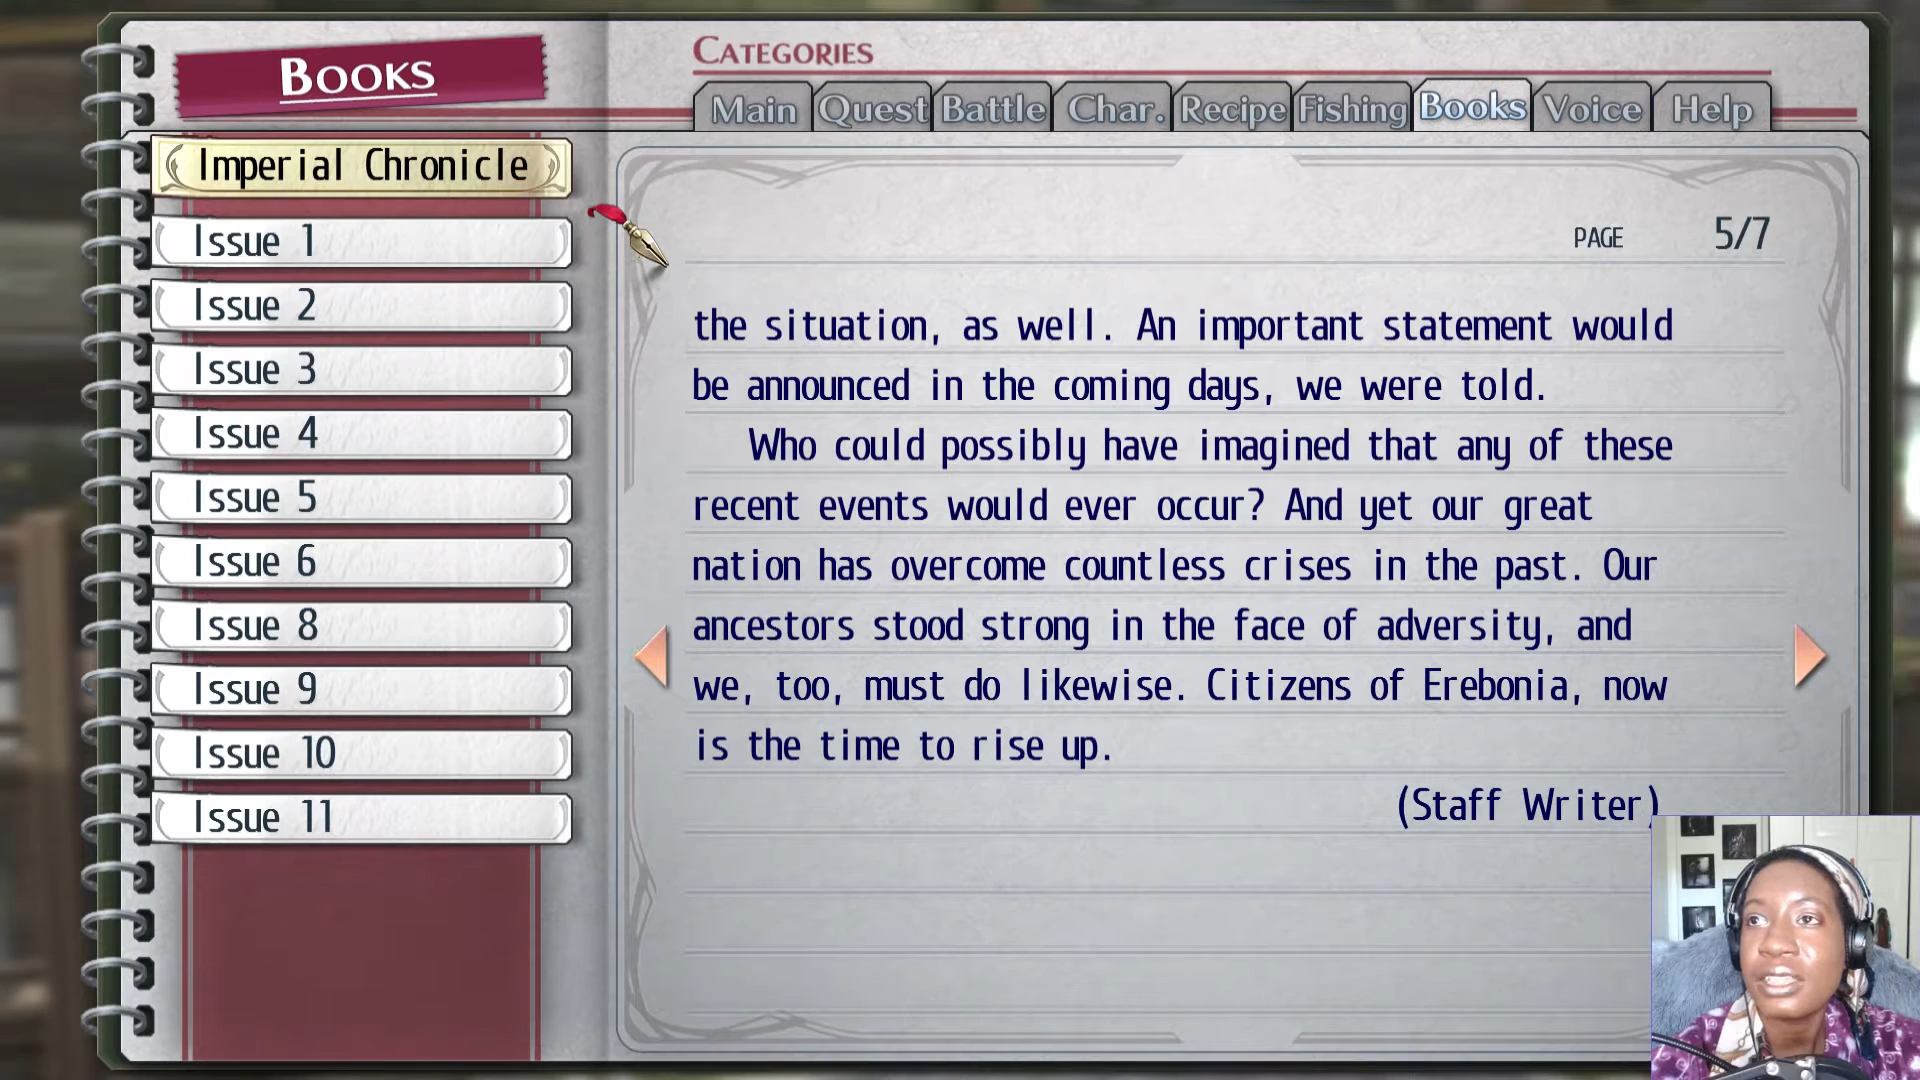 Books
Categories
Main Quest Battle Char. Recipe Fishing Books Voice Help
Imperial Chronicle
Issue 1
Issue 2
Issue 3
Issue 4
Issue 5
Issue 6
Issue 8
Issue 9
Issue 10
Issue 11
PAGE 5/7
the situation, as well. An important statement would
be announced in the coming days, we were told.
Who could possibly have imagined that any of these
recent events would ever occur? And yet our great
nation has overcome countless crises in the past. Our
ancestors stood strong in the face of adversity, and
we, too, must do likewise. Citizens of Erebonia, now
is the time to rise up.
(Staff Writer)